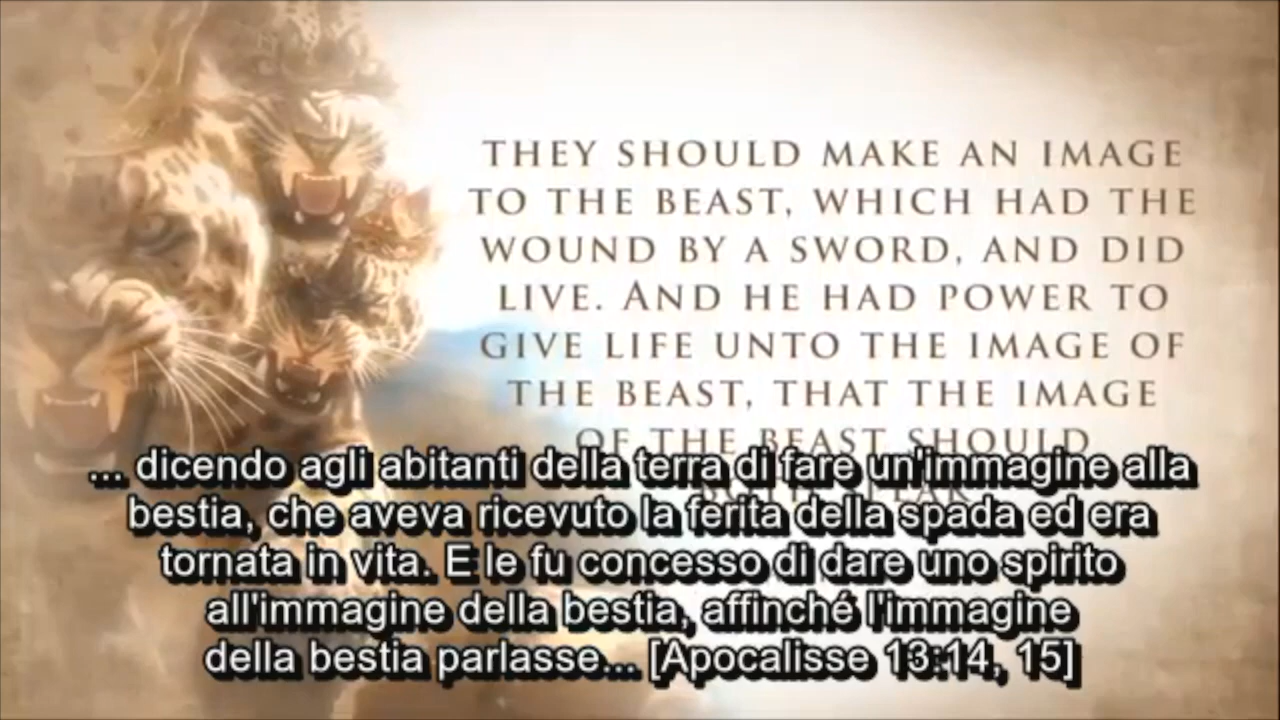 THEY SHOULD MAKE AN IMAGE
TO THE BEAST, WHICH HAD THE
WOUND BY A SWORD, AND DID
LIVE. AND HE HAD POWER TO
GIVE LIFE UNTO THE IMAGE OF
THE BEAST, THAT THE IMAGE
OF THE BEAST SHOULD
... dicendo agli abitanti della terra di fare un'immagine alla
bestia, che aveva ricevuto la ferita della spada ed era
tornata in vita. E le fu concesso di dare uno spirito
all'immagine della bestia, affinché l'immagine
della bestia parlasse... [Apocalisse 13:14, 15]